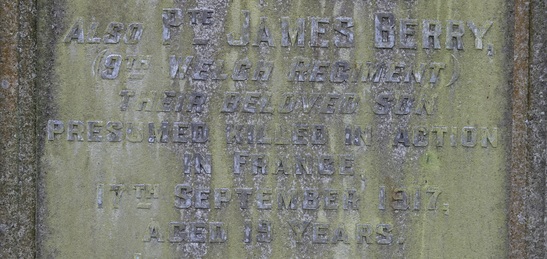 ALSO PTE JAMES BERRY,
(9TH WELCH REGIMENT)
THEIR BELOVED SON
PRESUMED KILLED IN ACTION
IN FRANCE,
17TH SEPTEMBER 1917,
AGED 19 YEARS.